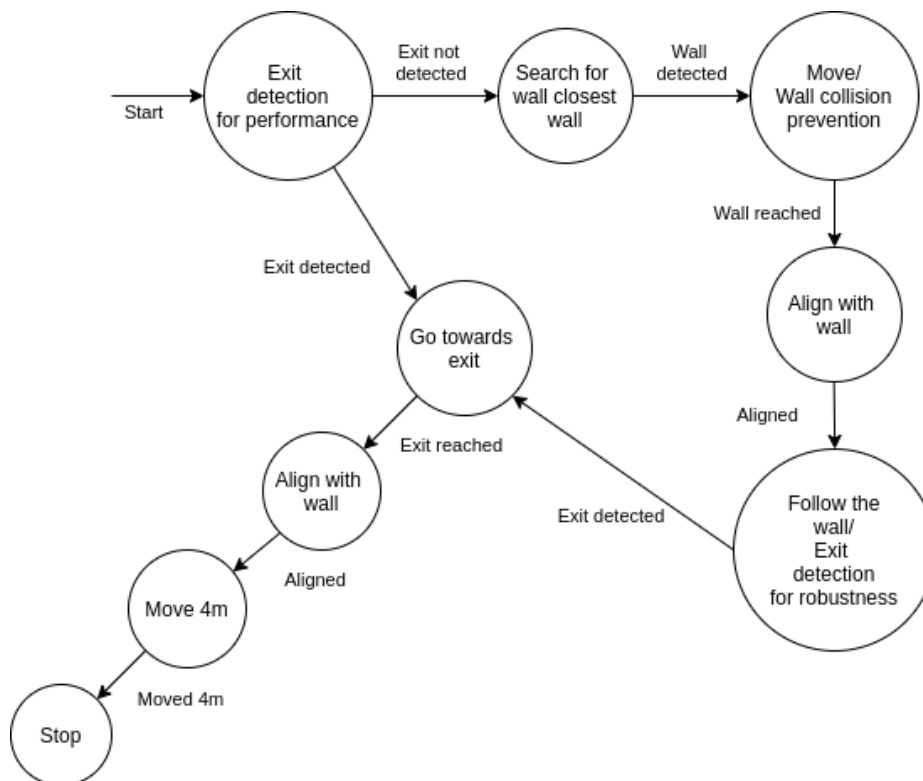 Exit
detection
for performance
Exit not
detected
Search for
wall closest
wall
Wall
detected
Move/
Wall collision
prevention
Start
Wall reached
Exit detected
Align with
wall
Go towards
exit
Aligned
Exit reached
Align with
wall
Follow the
wall/
Exit
detection
for robustness
Exit detected
Aligned
Move 4m
Moved 4m
Stop